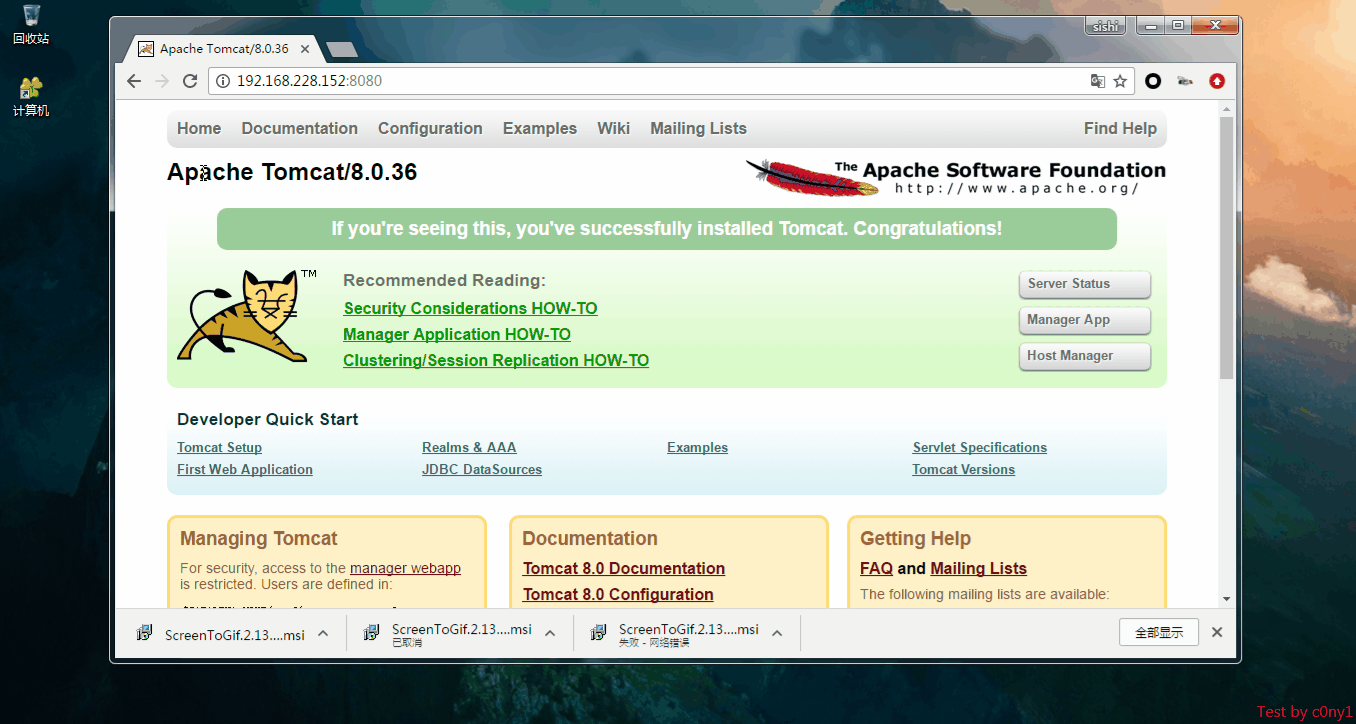 回收站
计算机
sishi
Apache Tomcat/8.0.36
192.168.228.152:8080
Home Documentation Configuration Examples Wiki Mailing Lists Find Help
Apache Tomcat/8.0.36
The Apache Software Foundation
http://www.apache.org/
If you're seeing this, you've successfully installed Tomcat. Congratulations!
TM
Recommended Reading:
Security Considerations HOW-TO
Manager Application HOW-TO
Clustering/Session Replication HOW-TO
Server Status
Manager App
Host Manager
Developer Quick Start
Tomcat Setup Realms & AAA Examples Servlet Specifications
First Web Application JDBC DataSources Tomcat Versions
Managing Tomcat
For security, access to the manager webapp
is restricted. Users are defined in:
Documentation
Tomcat 8.0 Documentation
Tomcat 8.0 Configuration
Getting Help
FAQ and Mailing Lists
The following mailing lists are available:
ScreenToGif.2.13....msi
ScreenToGif.2.13....msi
已取消
ScreenToGif.2.13....msi
失败 - 网络错误
全部显示
Test by c0ny1